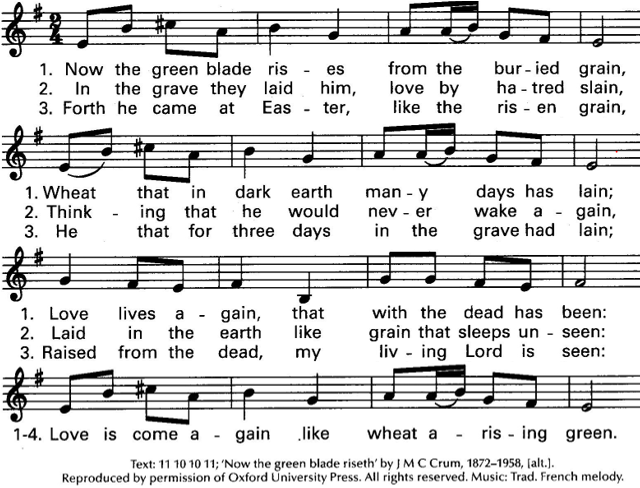 2
4
1. Now the green blade ris - es from the bur - ied grain,
2. In the grave they laid him, love by ha - tred slain,
3. Forth he came at Eas - ter, like the ris - en grain,
1. Wheat that in dark earth man - y days has lain;
2. Think - ing that he would nev - er wake a - gain,
3. He that for three days in the grave had lain;
1. Love lives a - gain, that with the dead has been:
2. Laid in the earth like grain that sleeps un - seen:
3. Raised from the dead, my liv - ing Lord is seen:
1-4. Love is come a - gain like wheat a - ris - ing green.
Text: 11 10 10 11; 'Now the green blade riseth' by J M C Crum, 1872–1958, [alt.].
Reproduced by permission of Oxford University Press. All rights reserved. Music: Trad. French melody.